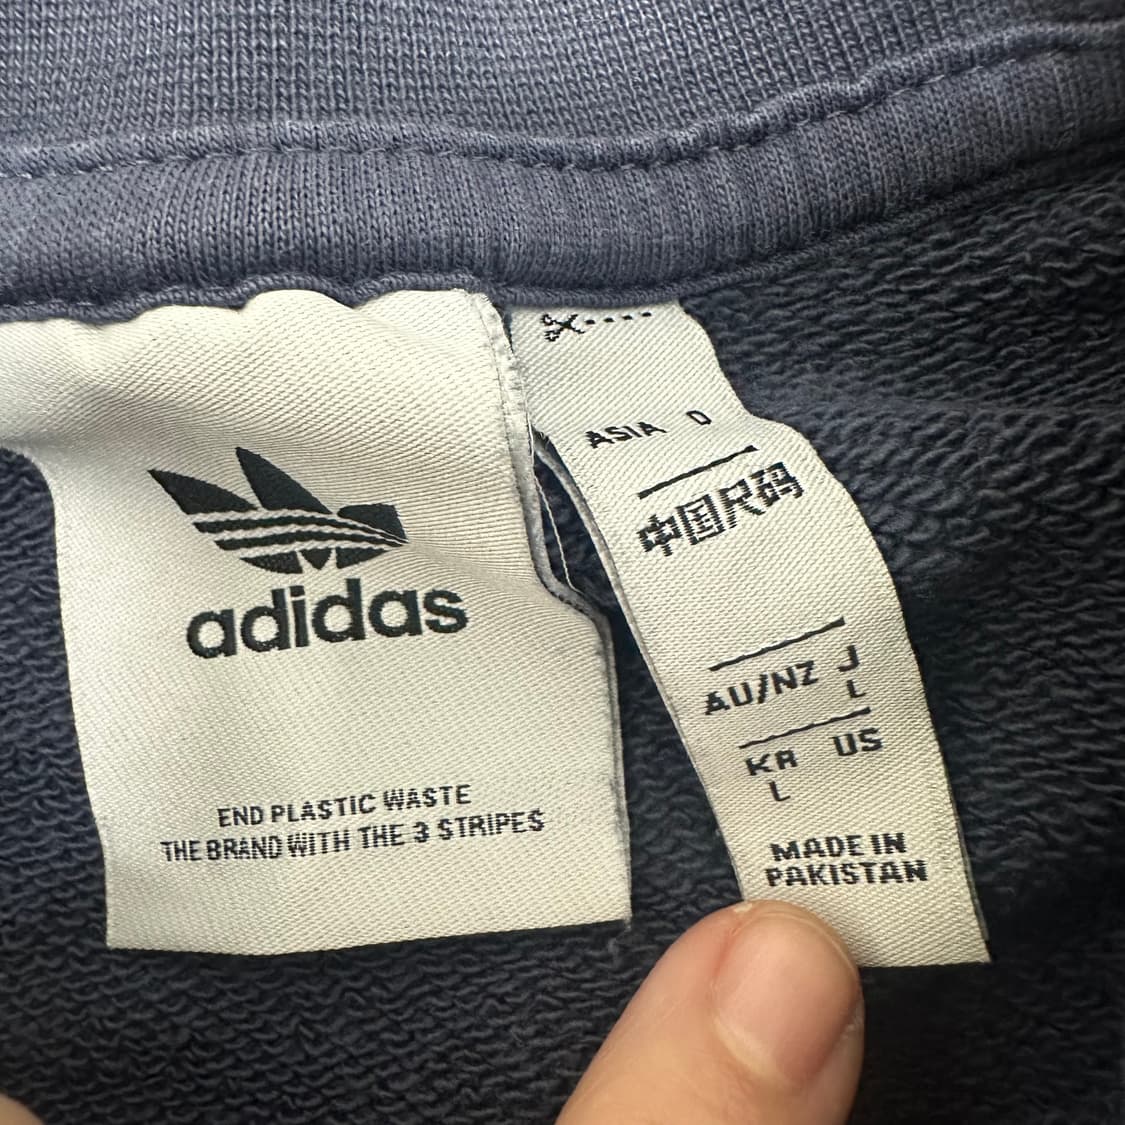 adidas
END PLASTIC WASTE
THE BRAND WITH THE 3 STRIPES
ASIA D
中国尺码
AU/NZ J
L
KR US
L
MADE IN
PAKISTAN